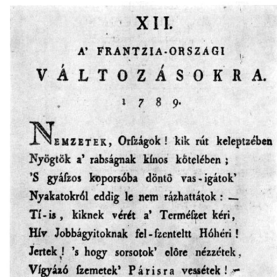 XII.
A' FRANTZIA-ORSZAGI
VÁLTOZÁSOKRA.
1789.
NEMZETEK, Országok! kik rút keleptzében
Nyögtök a' rabságnak kínos kötelében;
'S gyászos koporsóba döntő vas-igátok'
Nyakatokról eddig le nem rázhattátok: —
Ti-is, kiknek vérét a' Természet kéri,
Hív Jobbágyitoknak fel-szenteltt Hóhéri!
Jertek! 's hogy sorsotok' előre nézzétek,
Vigyázó szemetek' Párisra vessétek! —